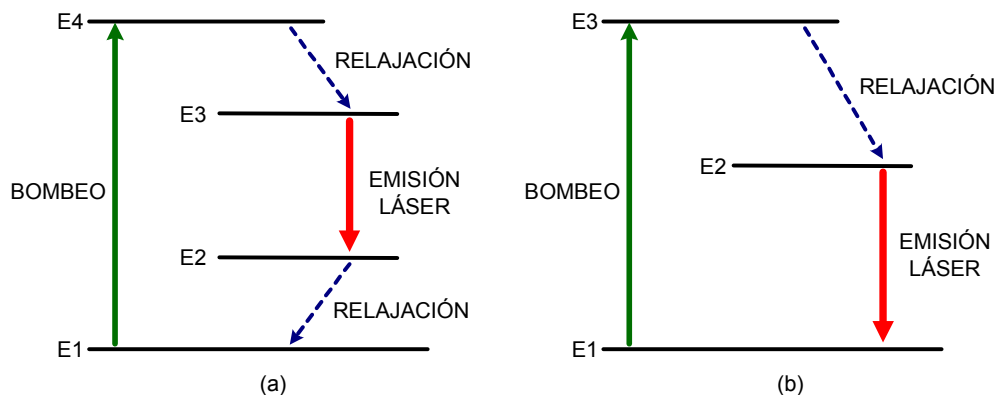 E4
RELAJACIÓN
E3
BOMBEO
EMISIÓN
LÁSER
E2
RELAJACIÓN
E1
(a)
E3
RELAJACIÓN
E2
BOMBEO
EMISIÓN
LÁSER
E1
(b)